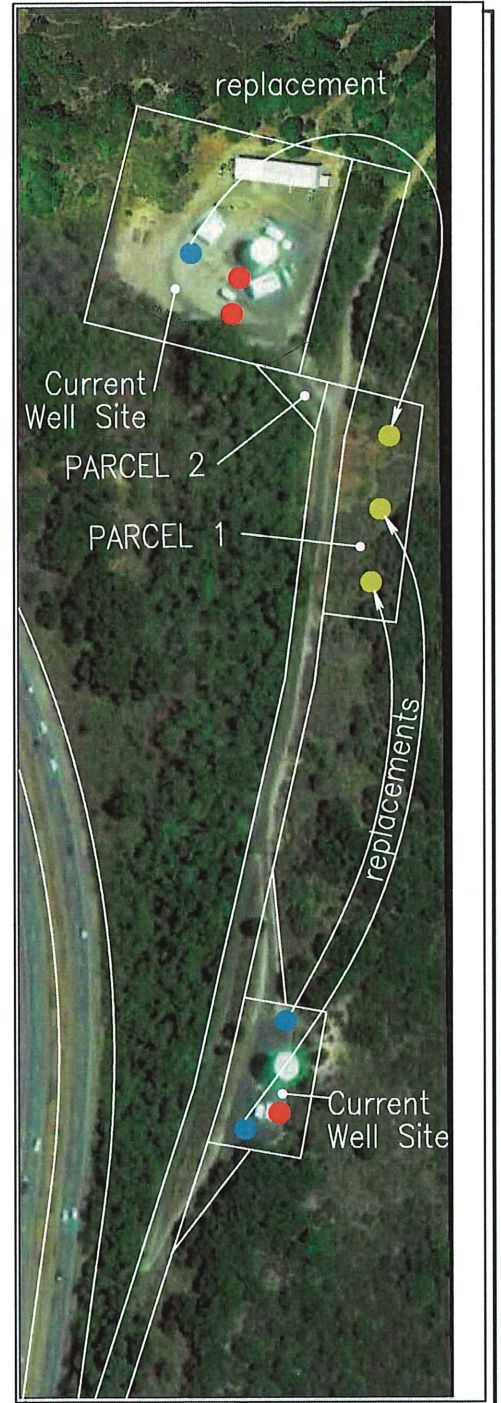 replacement
Current
Well Site
PARCEL 2
PARCEL 1
replacements
Current
Well Site